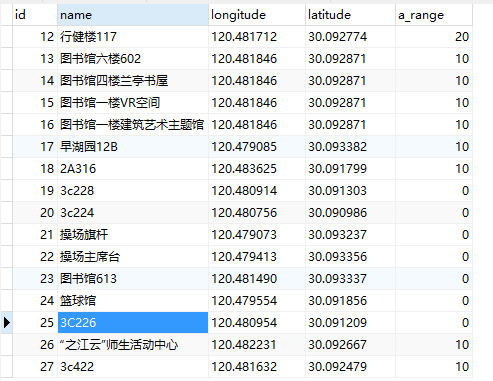 id name longitude latitude a_range
12 行健楼117 120.481712 30.092774 20
13 图书馆六楼602 120.481846 30.092871 10
14 图书馆四楼兰亭书屋 120.481846 30.092871 10
15 图书馆一楼VR空间 120.481846 30.092871 10
16 图书馆一楼建筑艺术主题馆 120.481846 30.092871 10
17 早湖园12B 120.479085 30.093382 10
18 2A316 120.483625 30.091799 10
19 3c228 120.480914 30.091303 0
20 3c224 120.480756 30.090986 0
21 操场旗杆 120.479073 30.093237 0
22 操场主席台 120.479413 30.093356 0
23 图书馆613 120.481490 30.093337 0
24 篮球馆 120.479554 30.091856 0
25 3C226 120.480954 30.091209 0
26 “之江云”师生活动中心 120.482231 30.092667 10
27 3c422 120.481632 30.092479 10